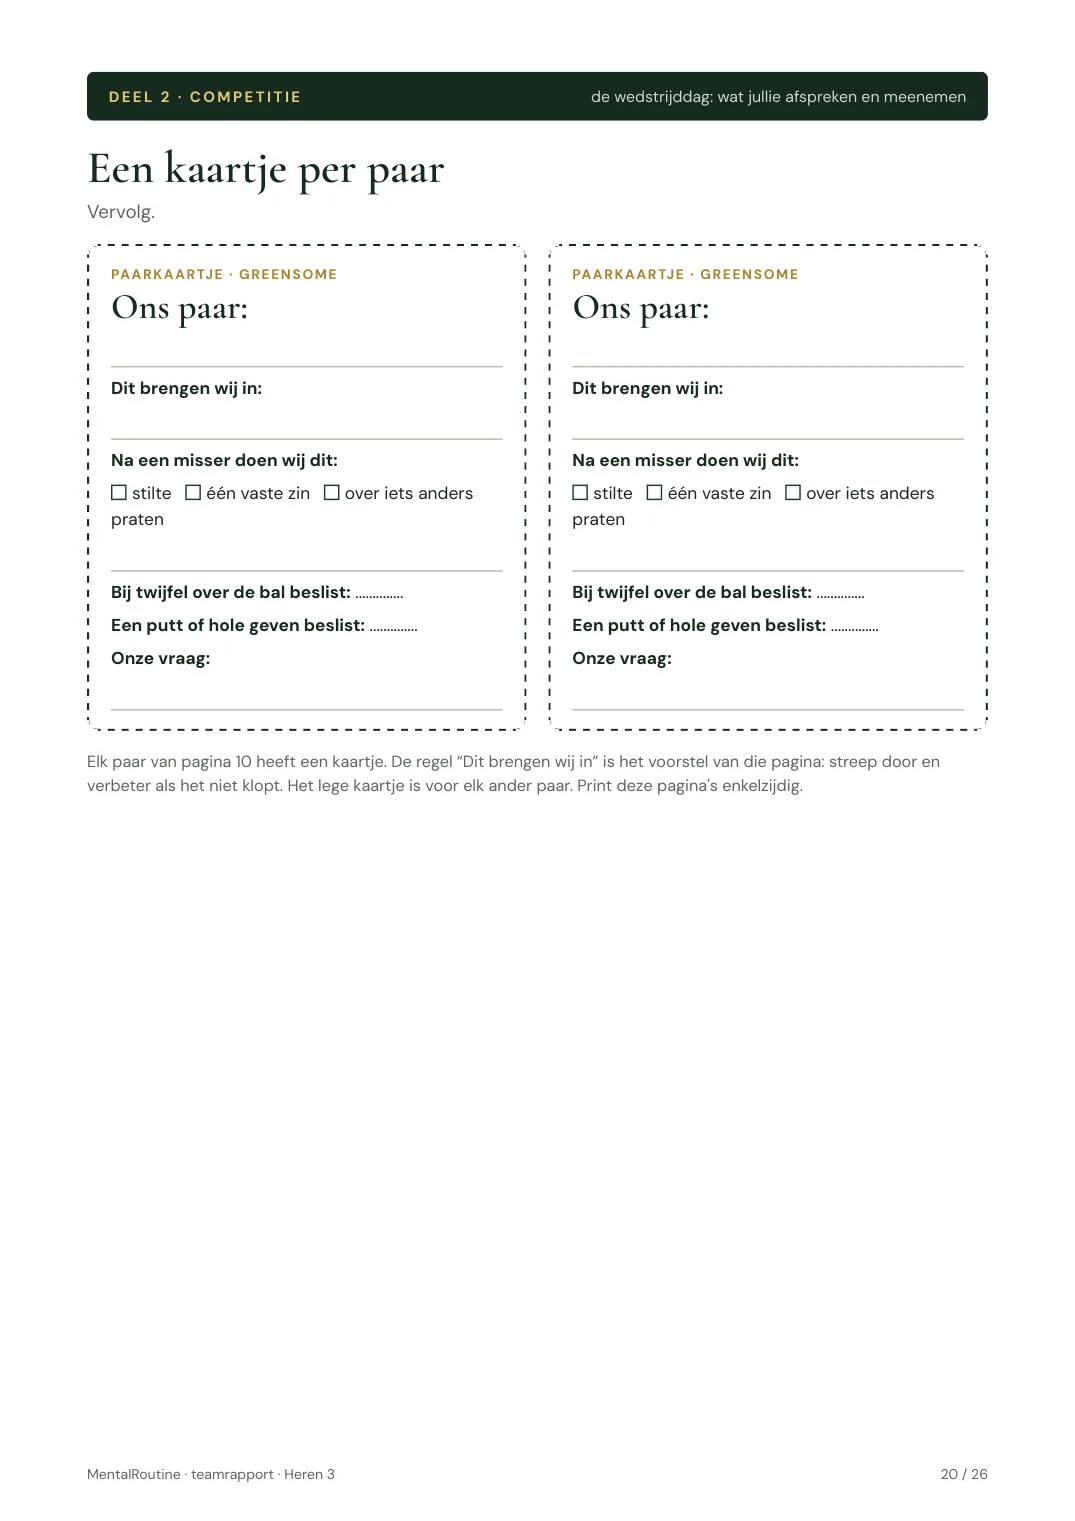 DEEL 2 · COMPETITIE
de wedstrijddag: wat jullie afspreken en meenemen
Een kaartje per paar
Vervolg.
PAARKAARTJE · GREENSOME
Ons paar:
Dit brengen wij in:
Na een misser doen wij dit:
☐ stilte ☐ één vaste zin ☐ over iets anders
praten
Bij twijfel over de bal beslist: ..............
Een putt of hole geven beslist: ..............
Onze vraag:
PAARKAARTJE · GREENSOME
Ons paar:
Dit brengen wij in:
Na een misser doen wij dit:
☐ stilte ☐ één vaste zin ☐ over iets anders
praten
Bij twijfel over de bal beslist: ..............
Een putt of hole geven beslist: ..............
Onze vraag:
Elk paar van pagina 10 heeft een kaartje. De regel “Dit brengen wij in” is het voorstel van die pagina: streep door en
verbeter als het niet klopt. Het lege kaartje is voor elk ander paar. Print deze pagina's enkelzijdig.
MentalRoutine · teamrapport · Heren 3
20 / 26